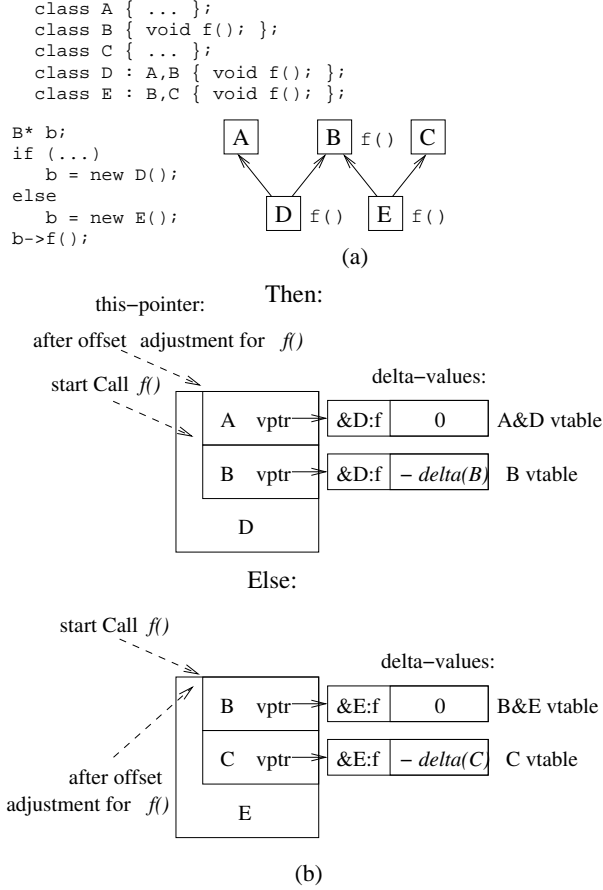 class A { ... };
class B { void f(); };
class C { ... };
class D : A,B { void f(); };
class E : B,C { void f(); };
B* b;
if (...)
b = new D();
else
b = new E();
b->f();
A
B f()
C
D f()
E f()
(a)
Then:
this−pointer:
after offset adjustment for f()
start Call f()
delta−values:
A vptr &D:f 0 A&D vtable
B vptr &D:f − delta(B) B vtable
D
Else:
start Call f()
delta−values:
B vptr &E:f 0 B&E vtable
C vptr &E:f − delta(C) C vtable
after offset
adjustment for f()
E
(b)